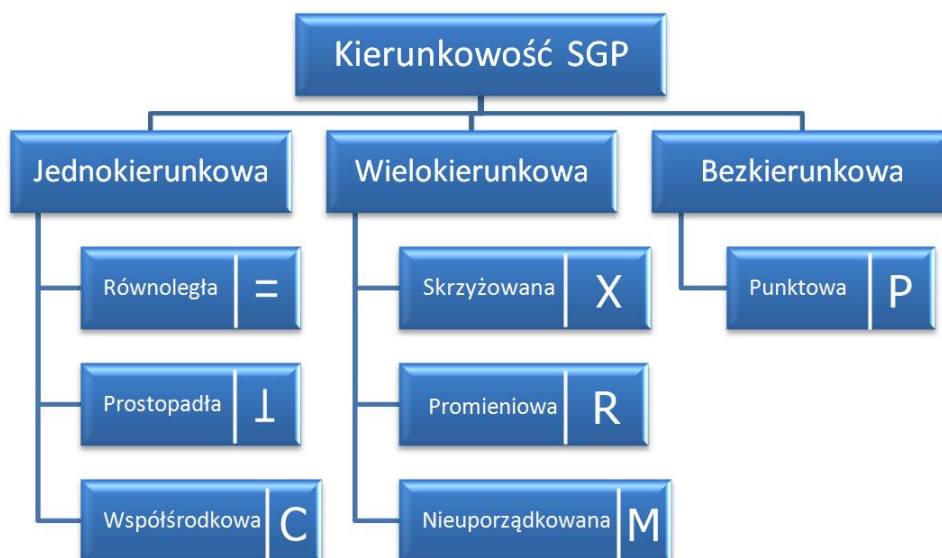 Kierunkowość SGP
Jednokierunkowa
Równoległa =
Prostopadła ⊥
Współśrodkowa C
Wielokierunkowa
Skrzyżowana X
Promieniowa R
Nieuporządkowana M
Bezkierunkowa
Punktowa P